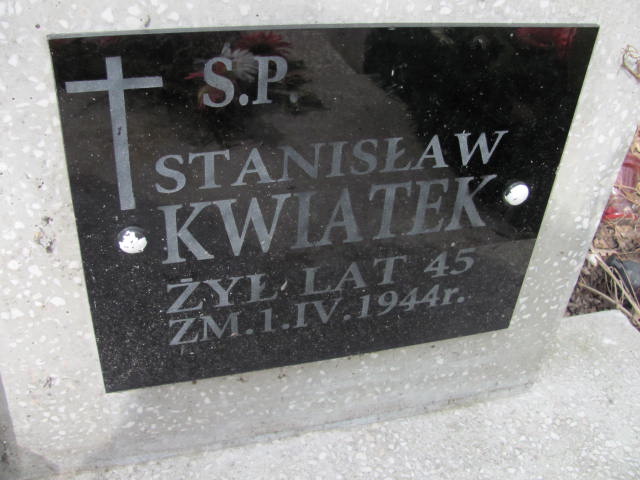 S.P
STANISŁAW
KWIATEK
ŻYŁ LAT 45
ZM.1.IV.1944r.